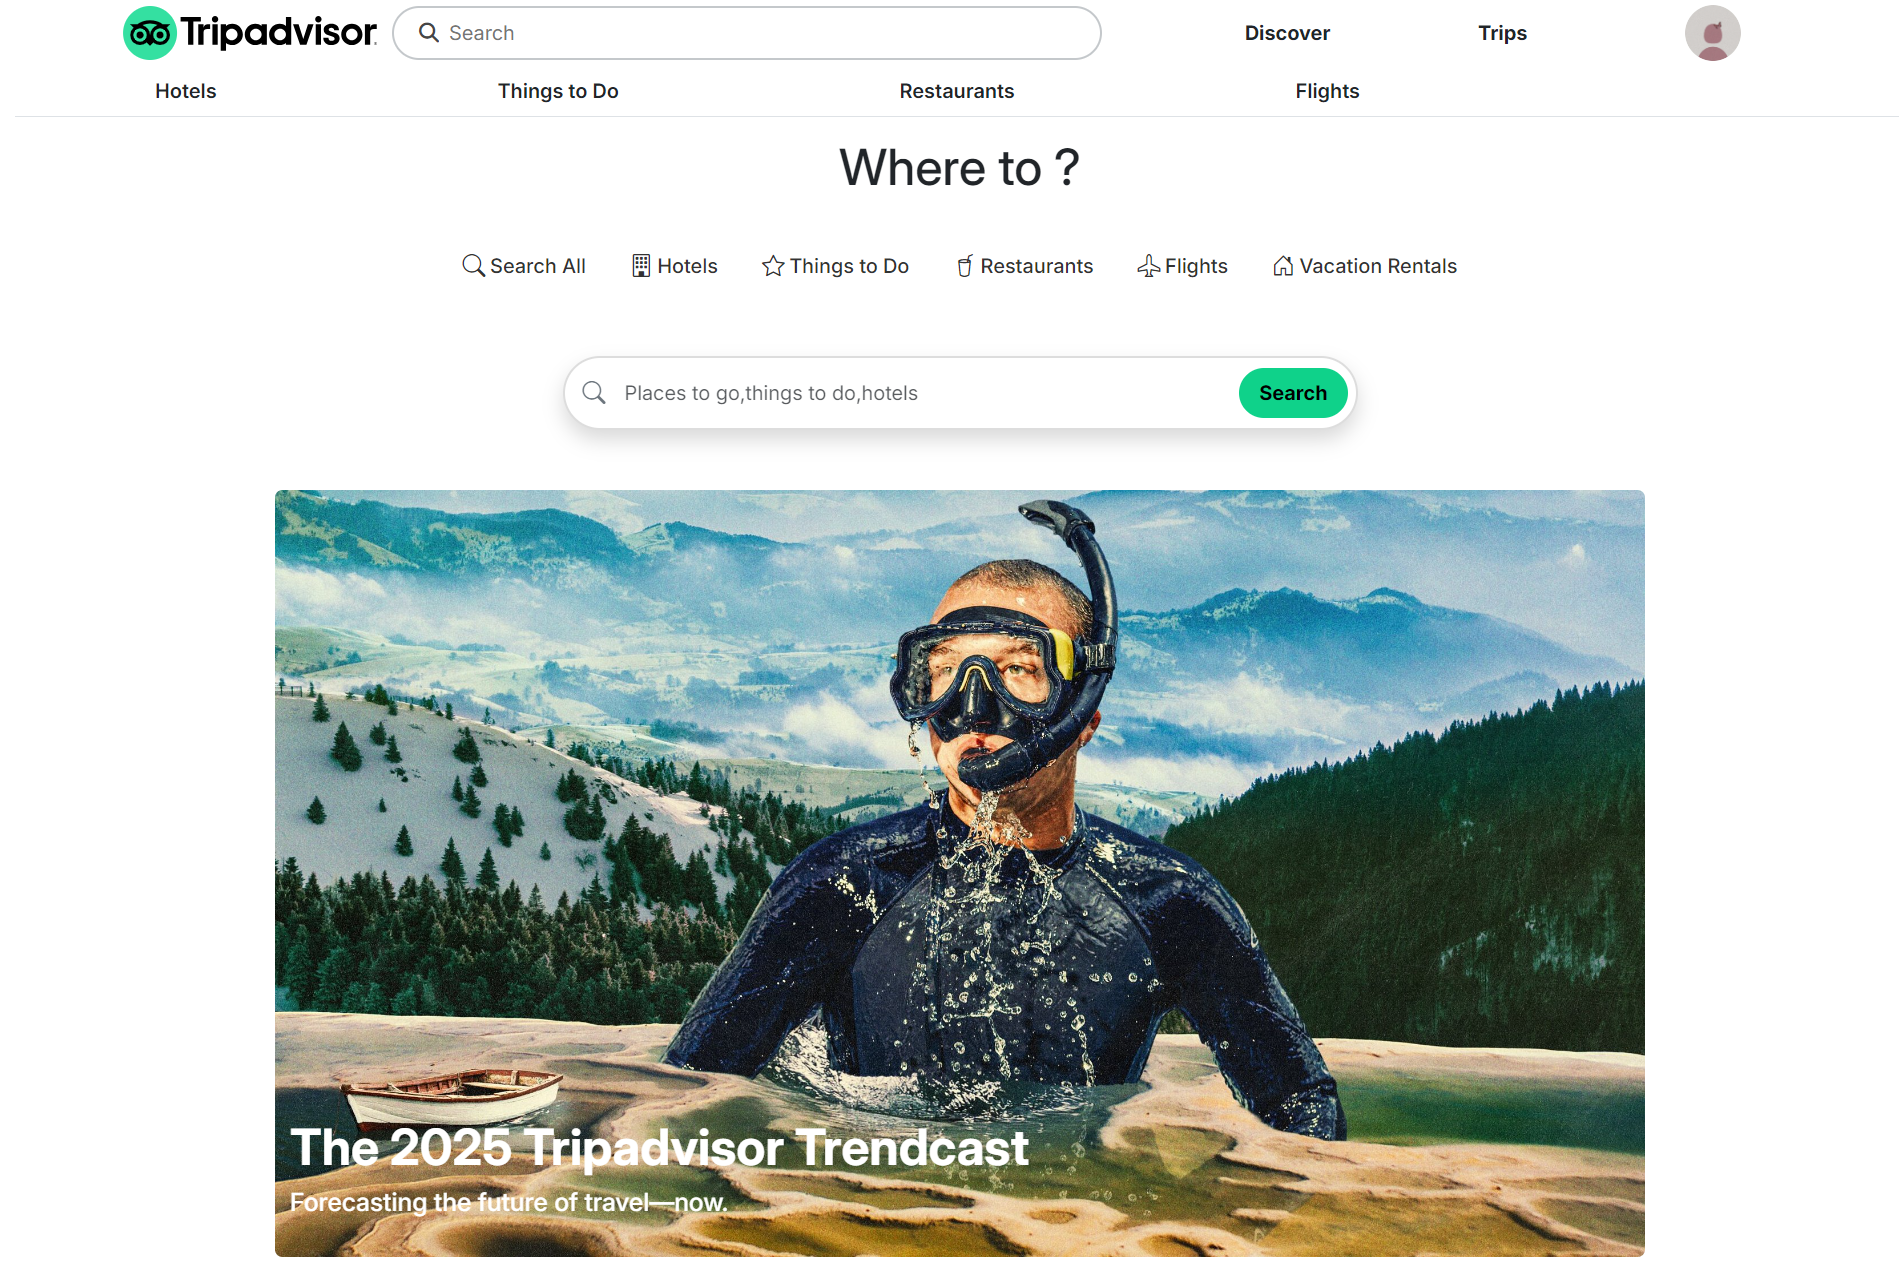 Tripadvisor
Search
Discover
Trips
Hotels
Things to Do
Restaurants
Flights
Where to ?
Search All
Hotels
Things to Do
Restaurants
Flights
Vacation Rentals
Places to go,things to do,hotels
Search
The 2025 Tripadvisor Trendcast
Forecasting the future of travel—now.